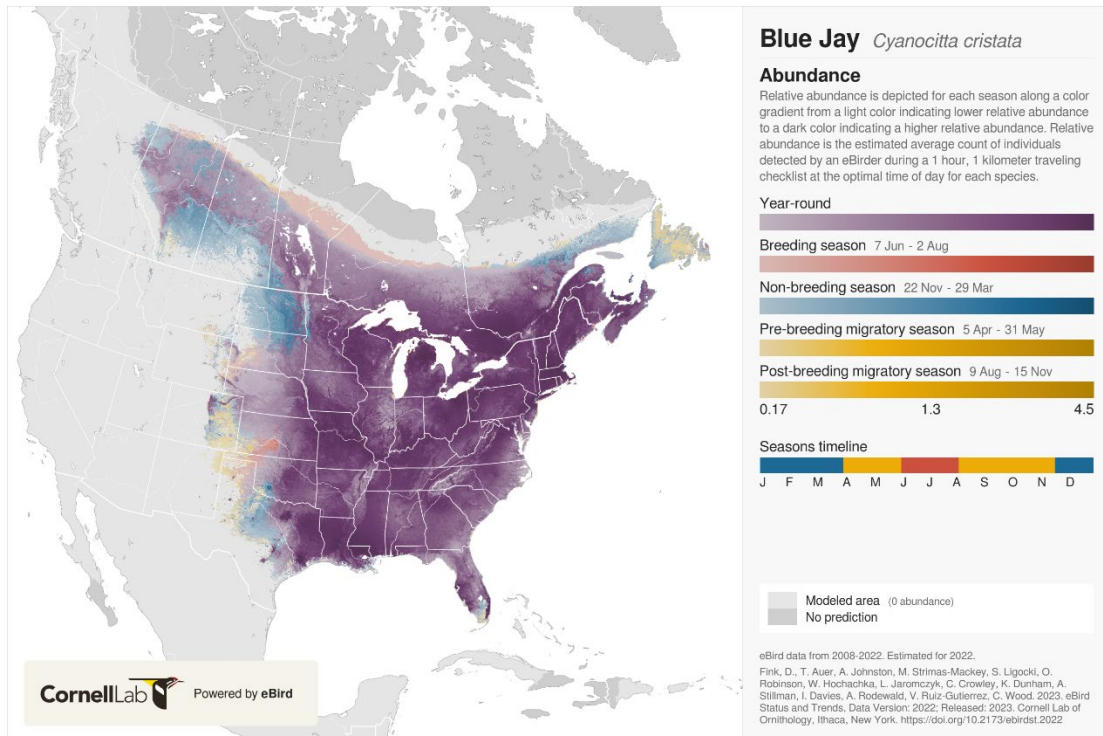 Blue Jay Cyanocitta cristata
Abundance
Relative abundance is depicted for each season along a color
gradient from a light color indicating lower relative abundance
to a dark color indicating a higher relative abundance. Relative
abundance is the estimated average count of individuals
detected by an eBirder during a 1 hour, 1 kilometer traveling
checklist at the optimal time of day for each species.
Year-round
Breeding season 7 Jun - 2 Aug
Non-breeding season 22 Nov - 29 Mar
Pre-breeding migratory season 5 Apr - 31 May
Post-breeding migratory season 9 Aug - 15 Nov
0.17 1.3 4.5
Seasons timeline
J F M A M J J A S O N D
Modeled area (0 abundance)
No prediction
eBird data from 2008-2022. Estimated for 2022.
Fink, D., T. Auer, A. Johnston, M. Strimas-Mackey, S. Ligocki, O.
Robinson, W. Hochachka, L. Jaromczyk, C. Crowley, K. Dunham, A.
Stillman, I. Davies, A. Rodewald, V. Ruiz-Gutierrez, C. Wood. 2023. eBird
Status and Trends, Data Version: 2022; Released: 2023. Cornell Lab of
Ornithology, Ithaca, New York. https://doi.org/10.2173/ebirdst.2022
CornellLab Powered by eBird